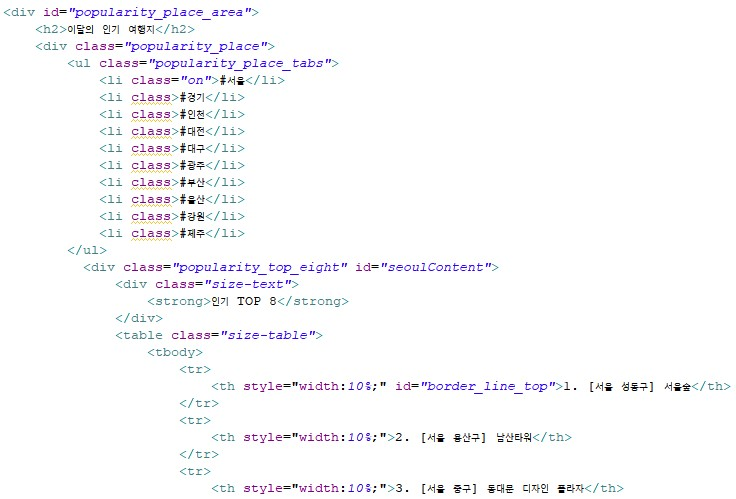 <div id="popularity_place_area">
<h2>이달의 인기 여행지</h2>
<div class="popularity_place">
<ul class="popularity_place_tabs">
<li class="on">#서울</li>
<li class>#경기</li>
<li class>#인천</li>
<li class>#대전</li>
<li class>#대구</li>
<li class>#광주</li>
<li class>#부산</li>
<li class>#울산</li>
<li class>#강원</li>
<li class>#제주</li>
</ul>
<div class="popularity_top_eight" id="seoulContent">
<div class="size-text">
<strong>인기 TOP 8</strong>
</div>
<table class="size-table">
<tbody>
<tr>
<th style="width:10%;" id="border_line_top">1. [서울 성동구] 서울숲</th>
</tr>
<tr>
<th style="width:10%;">2. [서울 용산구] 남산타워</th>
</tr>
<tr>
<th style="width:10%;">3. [서울 중구] 동대문 디자인 플라자</th>